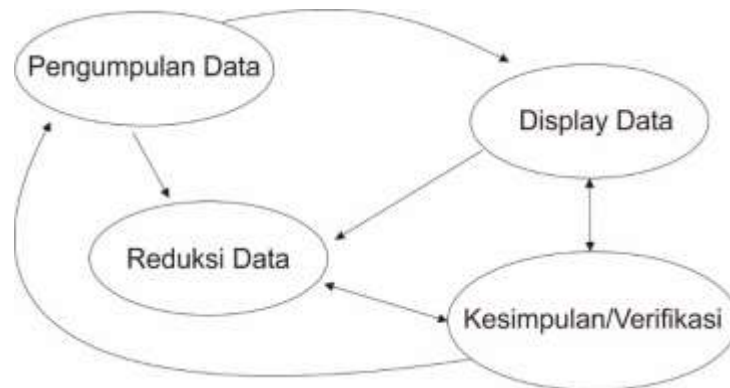 Pengumpulan Data
Display Data
Reduksi Data
Kesimpulan/Verifikasi